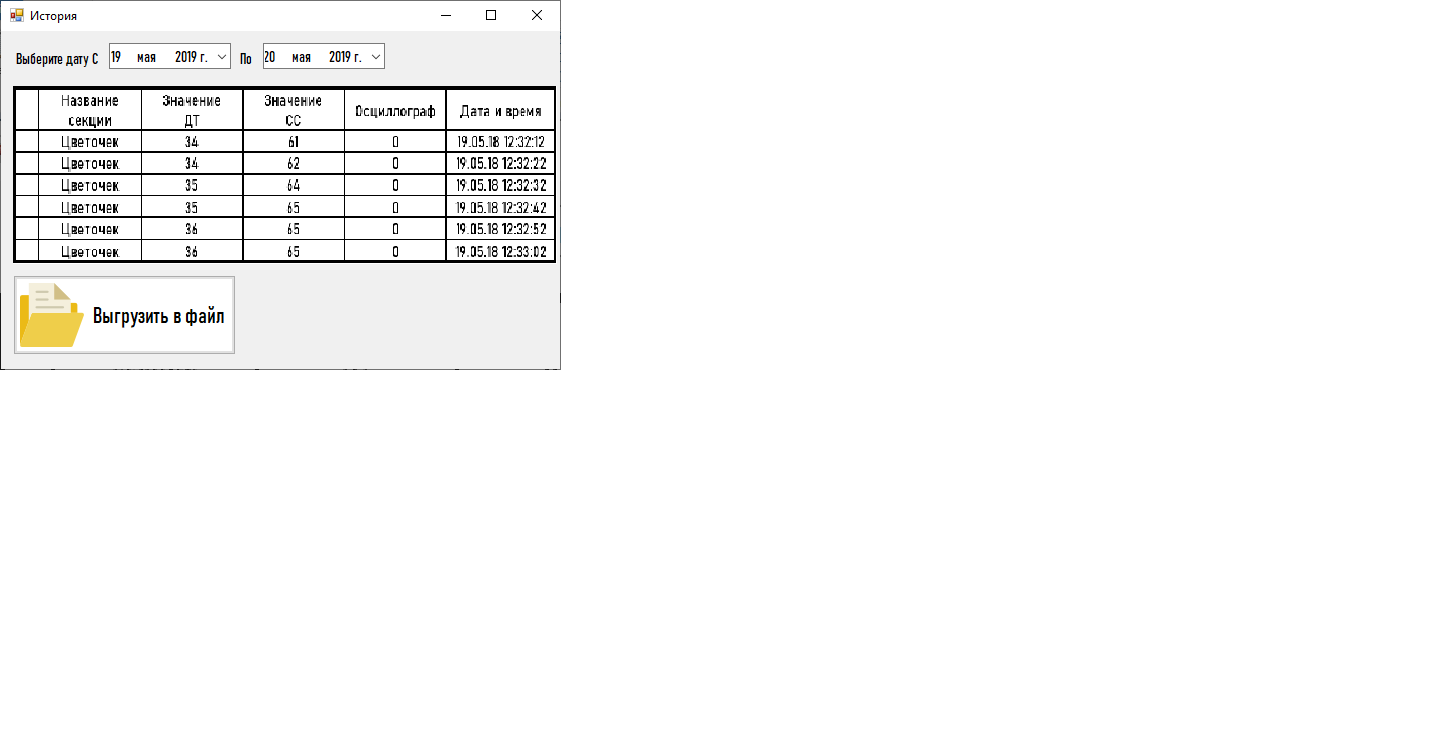 История
Выберите дату С 19 мая 2019 г. По 20 мая 2019 г.
Название секции Значение ДТ Значение СС Осциллограф Дата и время
Цветочек 34 61 0 19.05.18 12:32:12
Цветочек 34 62 0 19.05.18 12:32:22
Цветочек 35 64 0 19.05.18 12:32:32
Цветочек 35 65 0 19.05.18 12:32:42
Цветочек 36 65 0 19.05.18 12:32:52
Цветочек 36 65 0 19.05.18 12:33:02
Выгрузить в файл